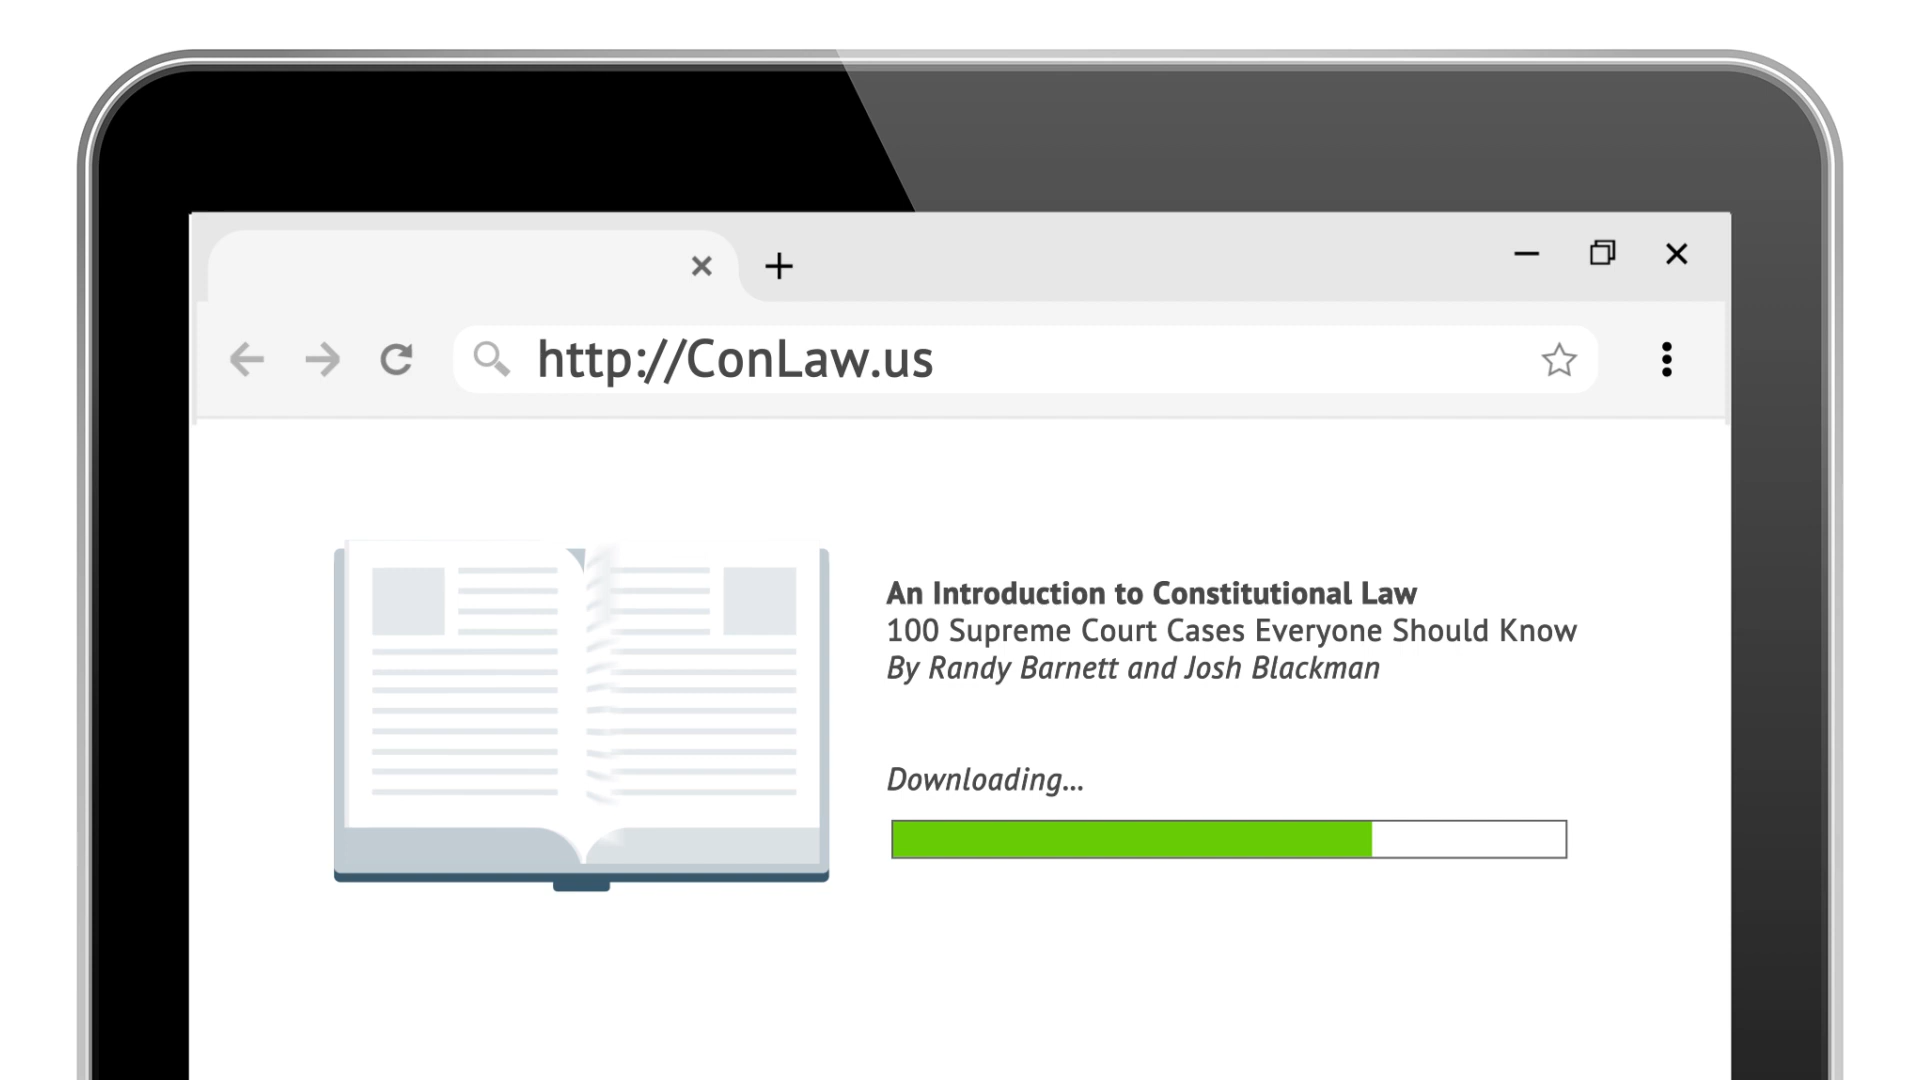 http://ConLaw.us
An Introduction to Constitutional Law
100 Supreme Court Cases Everyone Should Know
By Randy Barnett and Josh Blackman
Downloading...